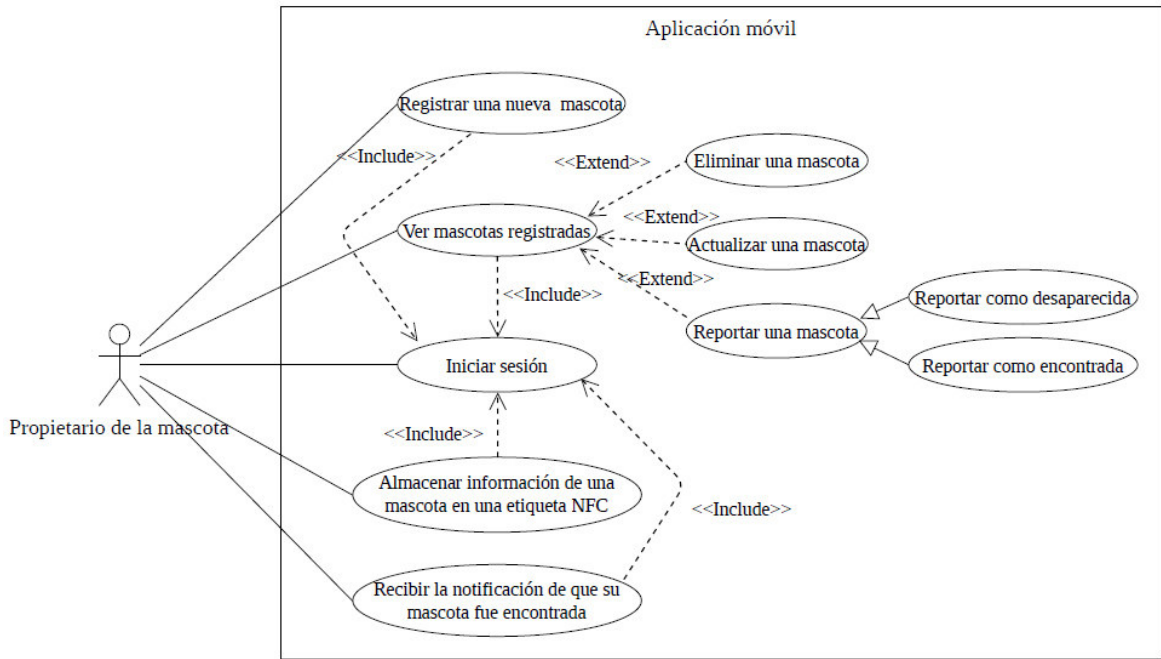 Aplicación móvil
Registrar una nueva mascota
<<Include>>
<<Extend>>
Eliminar una mascota
Ver mascotas registradas
<<Extend>>
Actualizar una mascota
<<Include>>
<<Extend>>
Reportar como desaparecida
Reportar una mascota
Iniciar sesión
Reportar como encontrada
Propietario de la mascota
<<Include>>
Almacenar información de una
mascota en una etiqueta NFC
<<Include>>
Recibir la notificación de que su
mascota fue encontrada